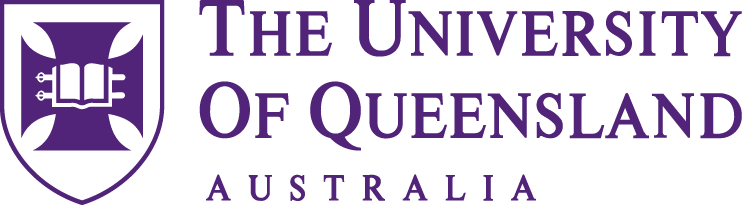 THE UNIVERSITY
OF QUEENSLAND
AUSTRALIA